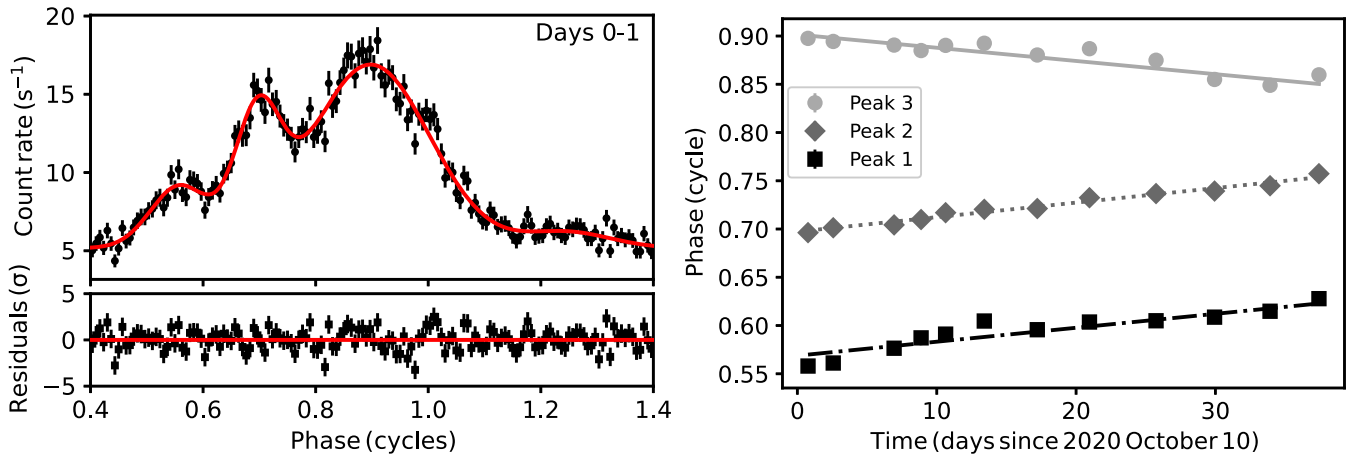 Days 0-1
20
15
10
5
Count rate (s⁻¹)
5
0
−5
Residuals (σ)
0.4 0.6 0.8 1.0 1.2 1.4
Phase (cycles)
0.90
0.85
0.80
0.75
0.70
0.65
0.60
0.55
Phase (cycle)
Peak 3
Peak 2
Peak 1
0 10 20 30
Time (days since 2020 October 10)